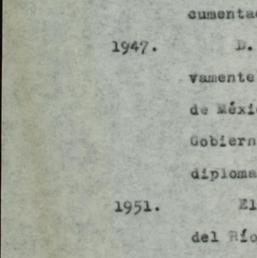 cumenta
1947. D.
vamente
de Méxi
Gobiern
diploma
1951. El
del Río